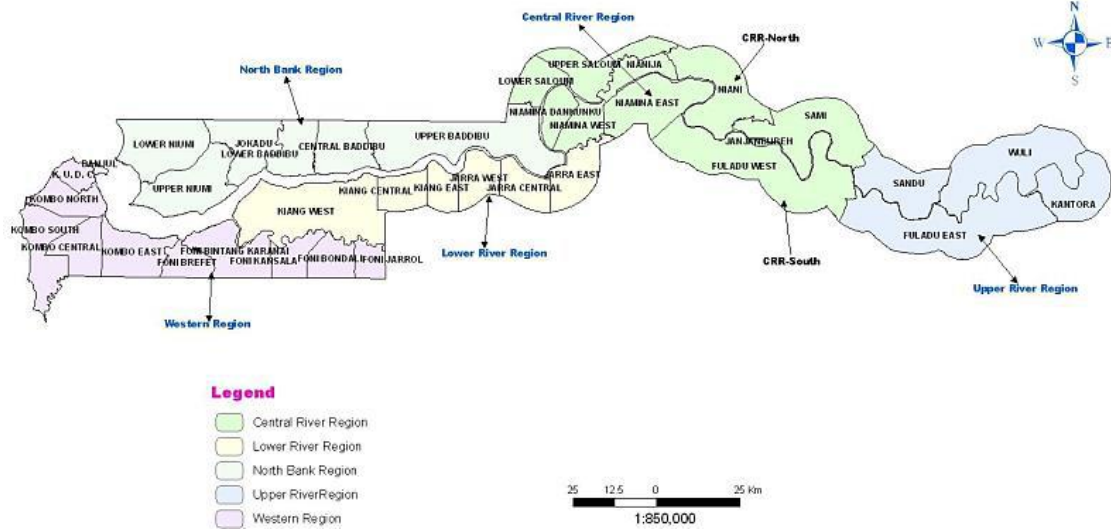 N
W E
S
Central River Region
CRR-North
North Bank Region
UPPER SALOUM
NIANIJA
LOWER SALOUM
NIANI
NIAMINA EAST
NIAMINA DANKUNKU
NIAMINA WEST
SAMI
JANJANBUREH
FULADU WEST
LOWER NIUMI
JOKADU
LOWER BADDIBU
CENTRAL BADDIBU
UPPER BADDIBU
UPPER NIUMI
BANJUL
K. U. D. C
KOMBO NORTH
KOMBO SOUTH
KOMBO CENTRAL
KOMBO EAST
FONI BREFET
FONI BINTANG KARANAI
FONI KANSALA
FONI BONDALI
FONI JARROL
KIANG WEST
KIANG CENTRAL
KIANG EAST
JARRA WEST
JARRA CENTRAL
JARRA EAST
SANDU
WULI
KANTORA
FULADU EAST
Lower River Region
CRR-South
Upper River Region
Western Region
Legend
Central River Region
Lower River Region
North Bank Region
Upper RiverRegion
Western Region
25 12.5 0 25 Km
1:850,000